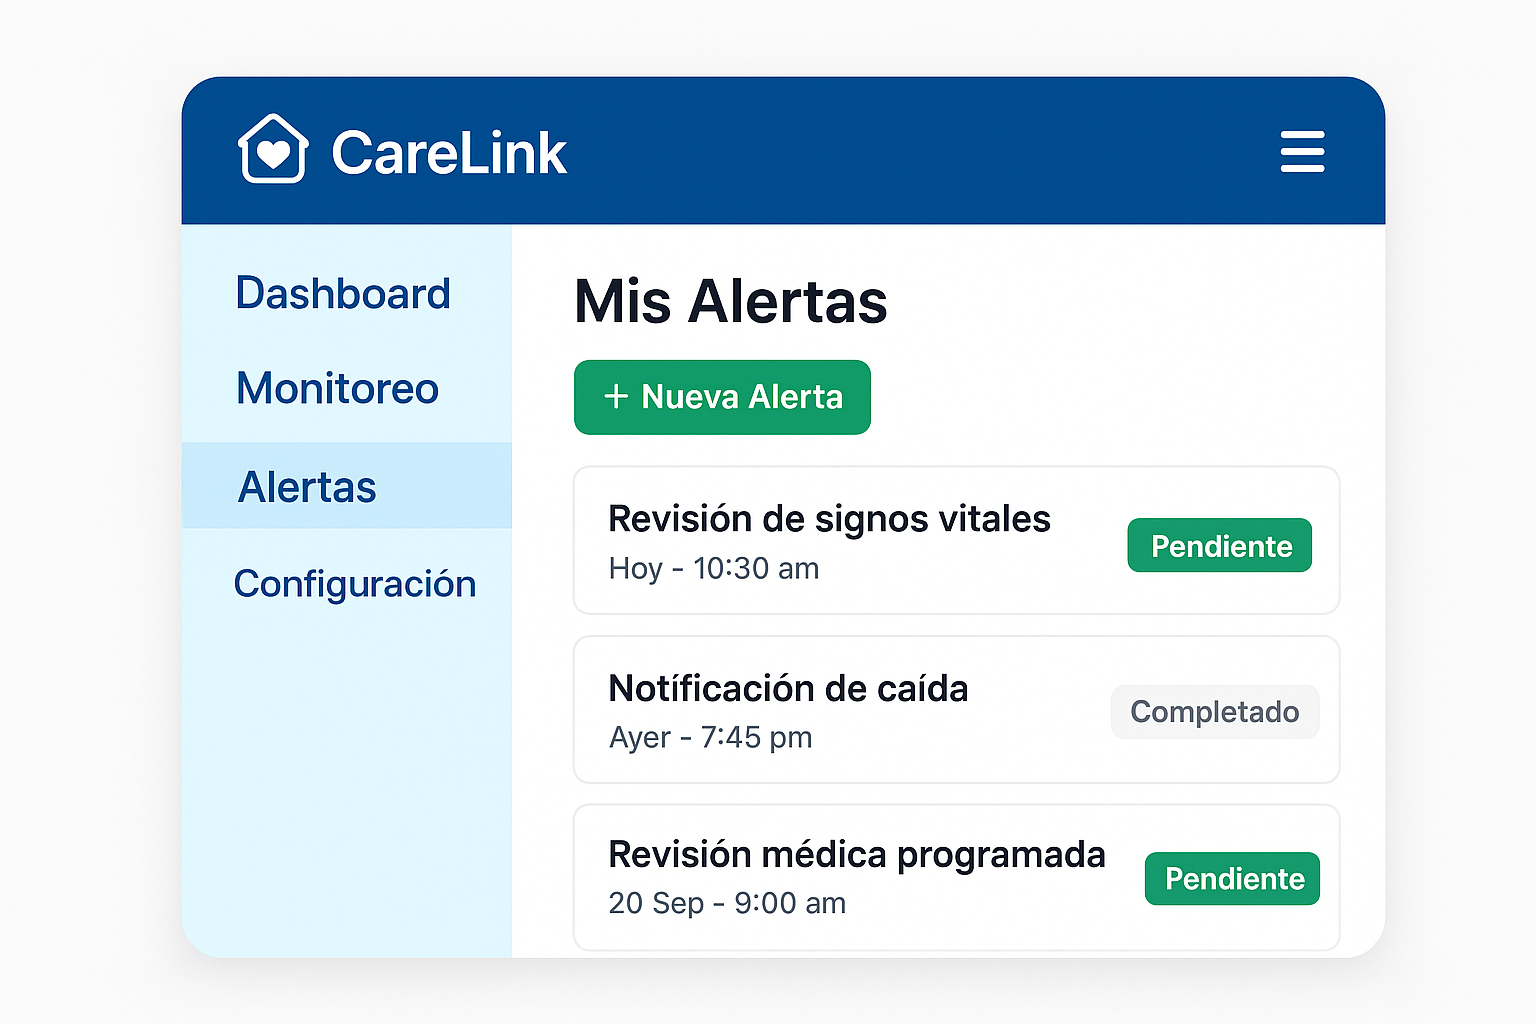 CareLink
Dashboard
Monitoreo
Alertas
Configuración
Mis Alertas
+ Nueva Alerta
Revisión de signos vitales
Hoy - 10:30 am
Pendiente
Notíficación de caída
Ayer - 7:45 pm
Completado
Revisión médica programada
20 Sep - 9:00 am
Pendiente